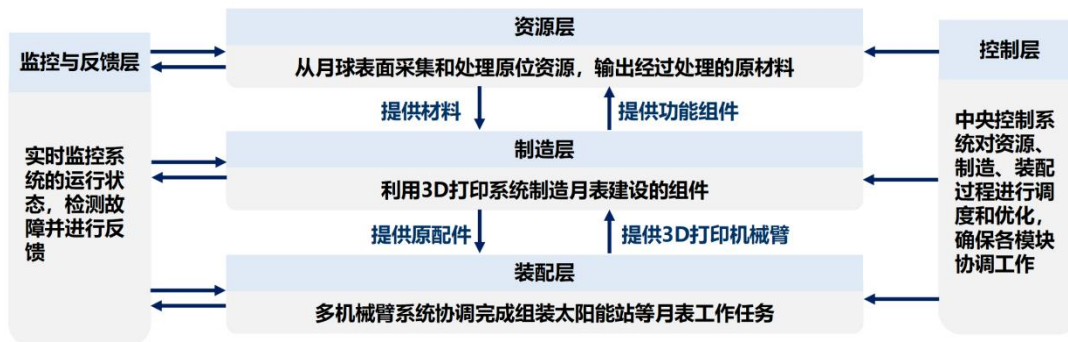 监控与反馈层
实时监控系
统的运行状
态，检测故
障并进行反
馈
资源层
从月球表面采集和处理原位资源，输出经过处理的原材料
提供材料
提供功能组件
制造层
利用3D打印系统制造月表建设的组件
提供原配件
提供3D打印机械臂
装配层
多机械臂系统协调完成组装太阳能站等月表工作任务
控制层
中央控制系
统对资源、
制造、装配
过程进行调
度和优化，
确保各模块
协调工作